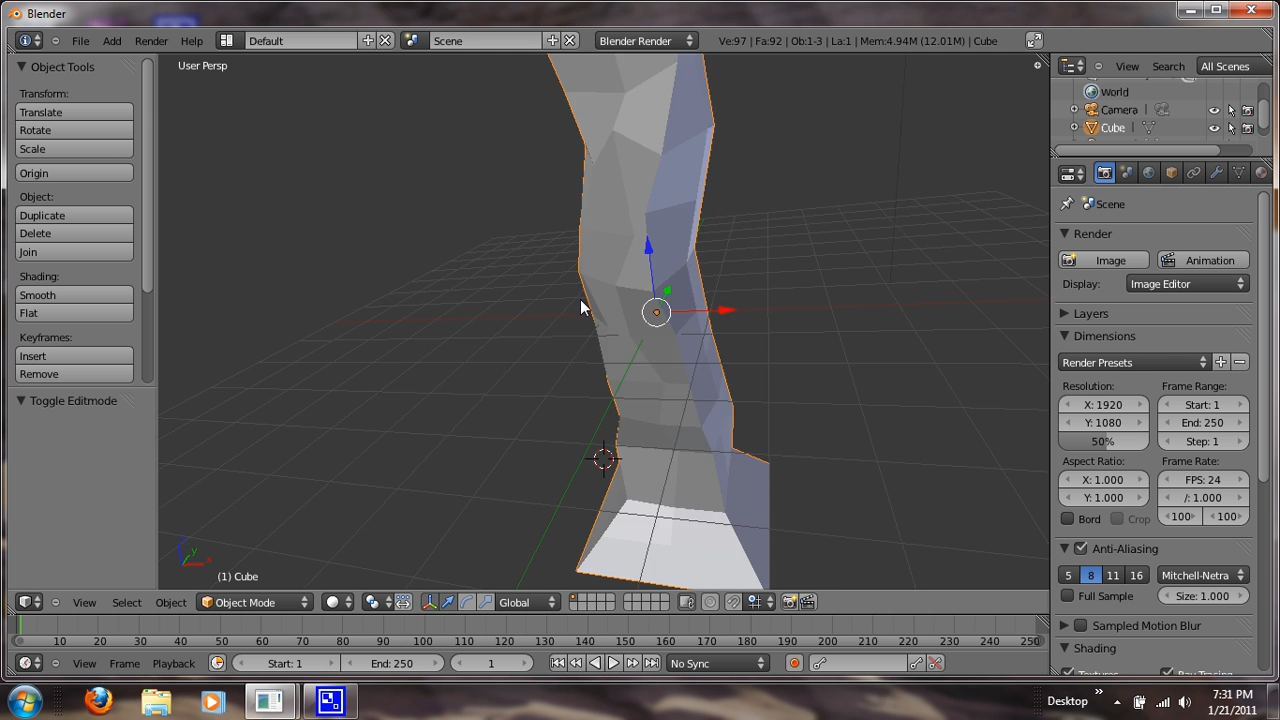 Blender
File Add Render Help Default Scene Blender Render Ve:97 | Fa:92 | Ob:1-3 | La:1 | Mem:4.94M (12.01M) | Cube
Object Tools
Transform:
Translate
Rotate
Scale
Origin
Object:
Duplicate
Delete
Join
Shading:
Smooth
Flat
Keyframes:
Insert
Remove
Toggle Editmode
User Persp
(1) Cube
View Select Object Object Mode Global
View Search All Scenes
World
Camera
Cube
Scene
Render
Image Animation
Display: Image Editor
Layers
Dimensions
Render Presets
Resolution: Frame Range:
X: 1920 Start: 1
Y: 1080 End: 250
50% Step: 1
Aspect Ratio: Frame Rate:
X: 1.000 FPS: 24
Y: 1.000 /: 1.000
Bord Crop 100 100
Anti-Aliasing
5 8 11 16 Mitchell-Netra
Full Sample Size: 1.000
Sampled Motion Blur
Shading
10 20 30 40 50 60 70 80 90 100 110 120 130 140 150 160 170 180 190 200 210 220 230 240 250
View Frame Playback Start: 1 End: 250 1 No Sync
Desktop
7:31 PM
1/21/2011